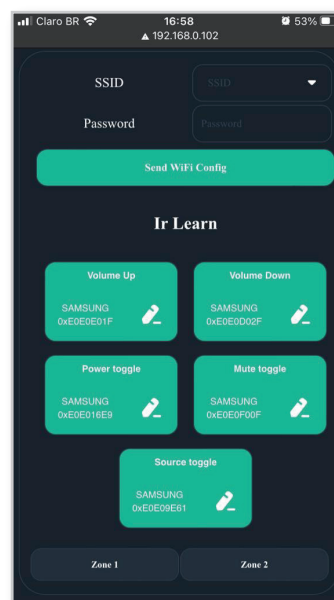 Claro BR 16:58 53%
192.168.0.102
SSID SSID
Password Password
Send WiFi Config
Ir Learn
Volume Up Volume Down
SAMSUNG SAMSUNG
0xE0E0E01F 0xE0E0D02F
Power toggle Mute toggle
SAMSUNG SAMSUNG
0xE0E016E9 0xE0E0F00F
Source toggle
SAMSUNG
0xE0E09E61
Zone 1 Zone 2